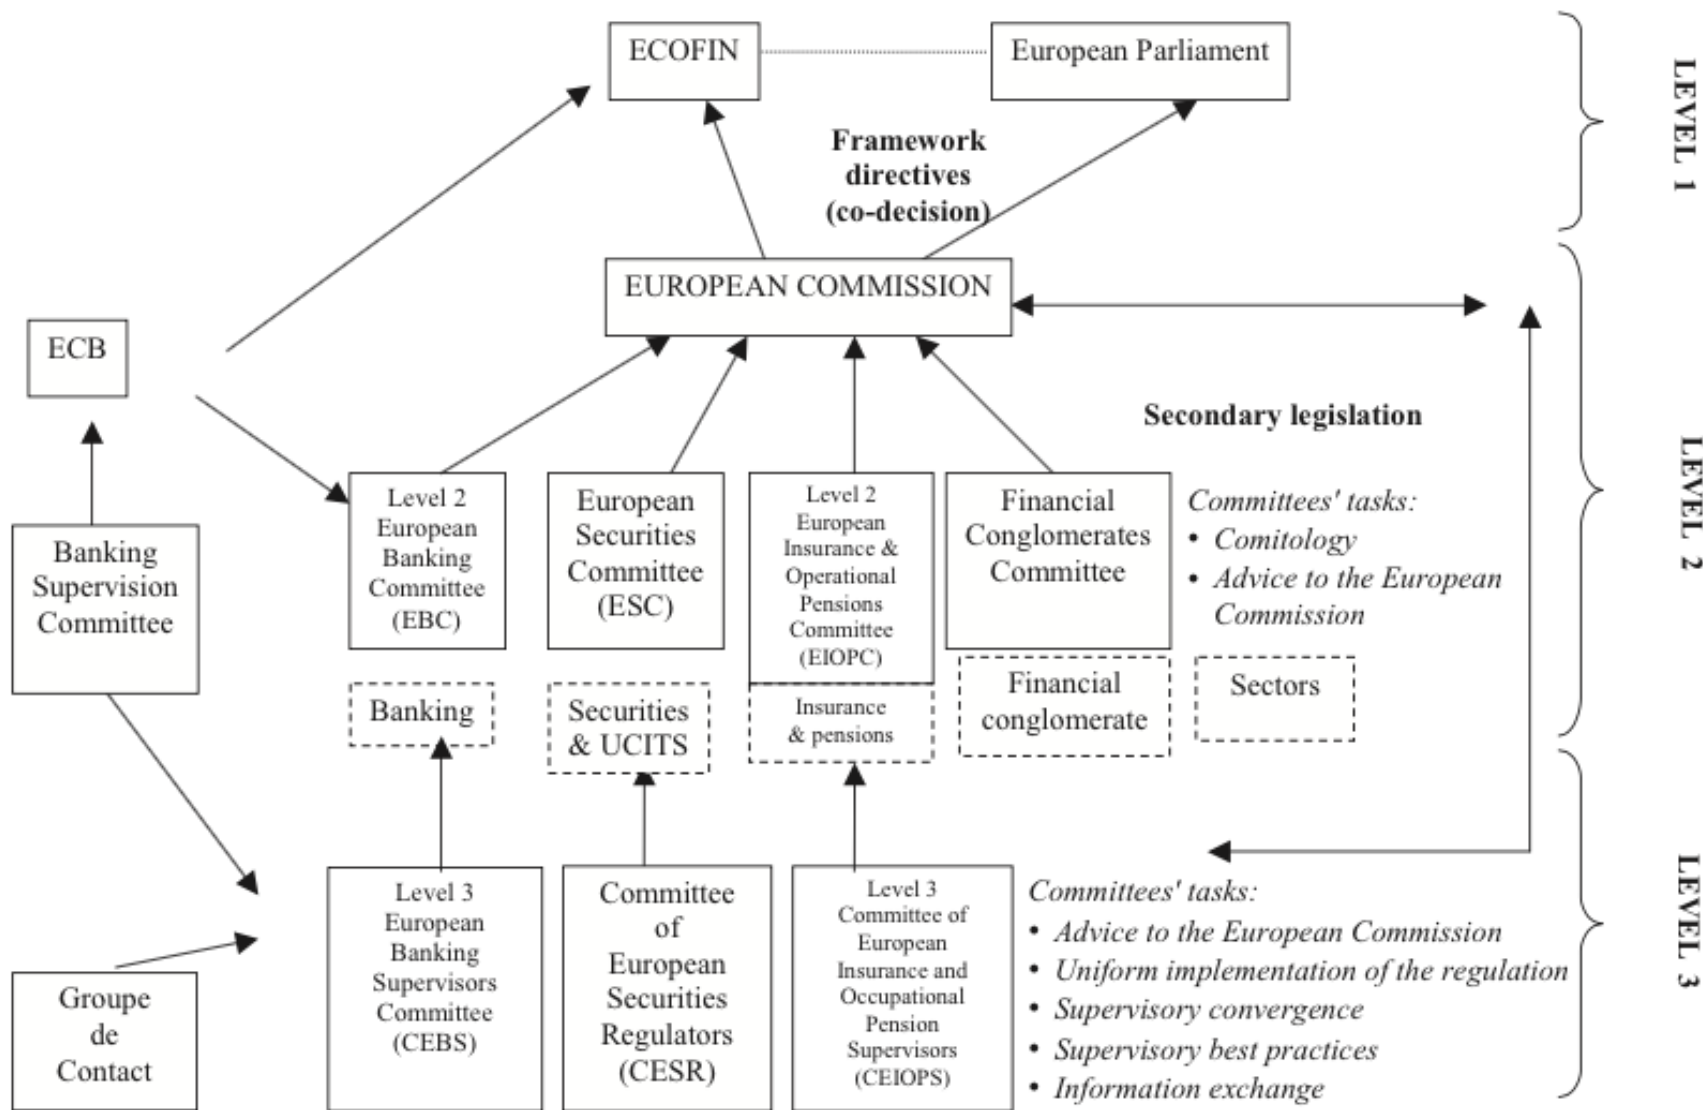 ECOFIN
European Parliament
LEVEL 1
Framework
directives
(co-decision)
EUROPEAN COMMISSION
ECB
Secondary legislation
LEVEL 2
Banking
Supervision
Committee
Level 2
European
Banking
Committee
(EBC)
European
Securities
Committee
(ESC)
Level 2
European
Insurance &
Operational
Pensions
Committee
(EIOPC)
Financial
Conglomerates
Committee
Committees' tasks:
• Comitology
• Advice to the European
Commission
Banking
Securities
& UCITS
Insurance
& pensions
Financial
conglomerate
Sectors
LEVEL 3
Groupe
de
Contact
Level 3
European
Banking
Supervisors
Committee
(CEBS)
Committee
of
European
Securities
Regulators
(CESR)
Level 3
Committee of
European
Insurance and
Occupational
Pension
Supervisors
(CEIOPS)
Committees' tasks:
• Advice to the European Commission
• Uniform implementation of the regulation
• Supervisory convergence
• Supervisory best practices
• Information exchange